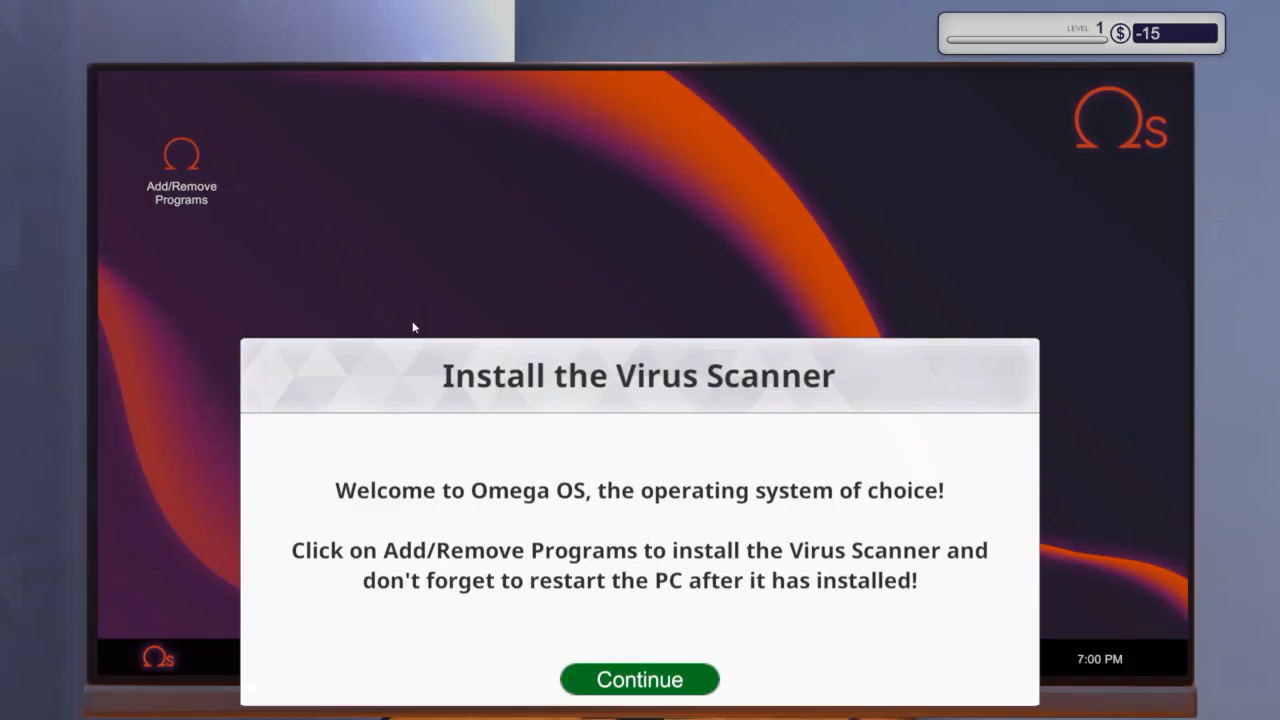 LEVEL 1 $ -15
Ωs
Add/Remove
Programs
Install the Virus Scanner
Welcome to Omega OS, the operating system of choice!
Click on Add/Remove Programs to install the Virus Scanner and
don't forget to restart the PC after it has installed!
Ωs
7:00 PM
Continue